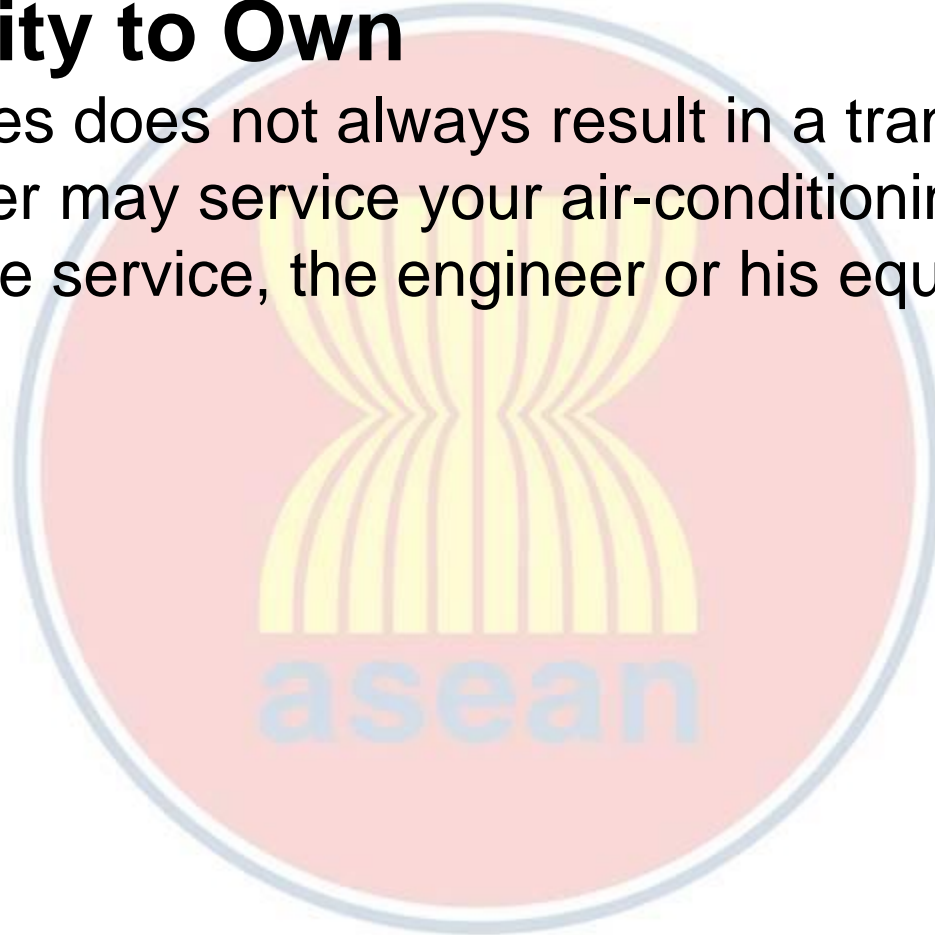 ity to Own
es does not always result in a tran
er may service your air-conditionin
e service, the engineer or his equ
asean